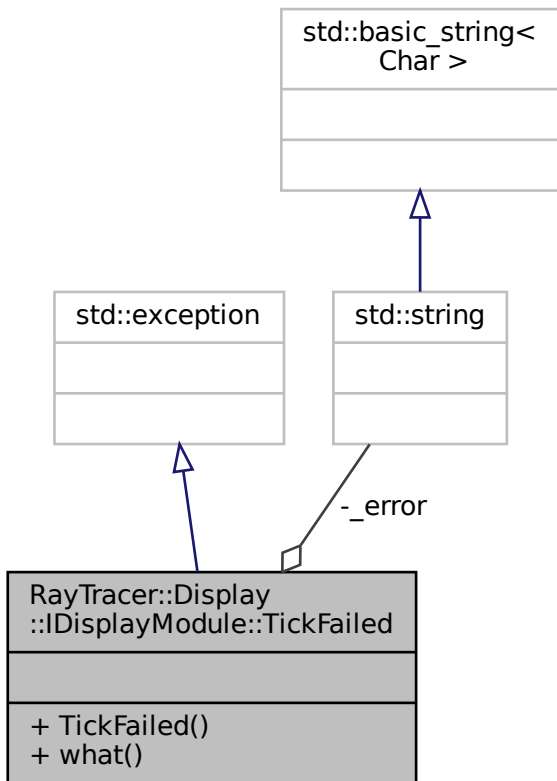 std::basic_string<
Char >
std::exception
std::string
-_error
RayTracer::Display
::IDisplayModule::TickFailed
+ TickFailed()
+ what()